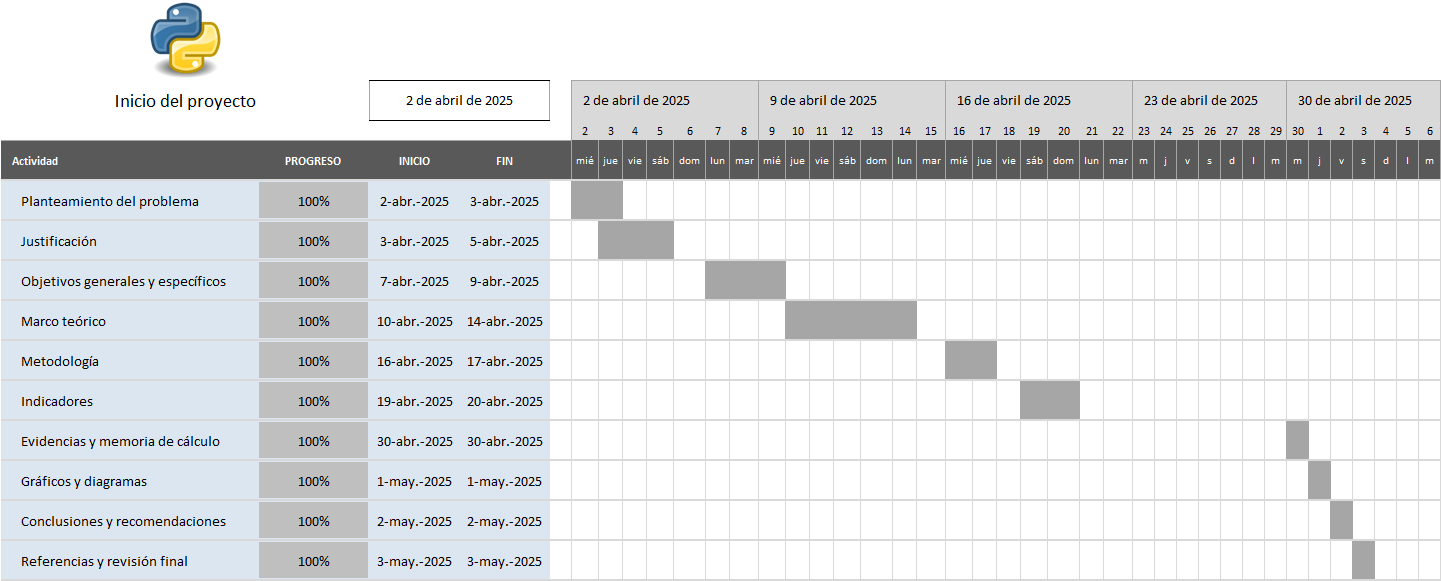 Inicio del proyecto 2 de abril de 2025 2 de abril de 2025 9 de abril de 2025 16 de abril de 2025 23 de abril de 2025 30 de abril de 2025
2 3 4 5 6 7 8 9 10 11 12 13 14 15 16 17 18 19 20 21 22 23 24 25 26 27 28 29 30 1 2 3 4 5 6
Actividad PROGRESO INICIO FIN mié jue vie sáb dom lun mar mié jue vie sáb dom lun mar mié jue vie sáb dom lun mar m j v s d l m m j v s d l m
Planteamiento del problema 100% 2-abr.-2025 3-abr.-2025
Justificación 100% 3-abr.-2025 5-abr.-2025
Objetivos generales y específicos 100% 7-abr.-2025 9-abr.-2025
Marco teórico 100% 10-abr.-2025 14-abr.-2025
Metodología 100% 16-abr.-2025 17-abr.-2025
Indicadores 100% 19-abr.-2025 20-abr.-2025
Evidencias y memoria de cálculo 100% 30-abr.-2025 30-abr.-2025
Gráficos y diagramas 100% 1-may.-2025 1-may.-2025
Conclusiones y recomendaciones 100% 2-may.-2025 2-may.-2025
Referencias y revisión final 100% 3-may.-2025 3-may.-2025